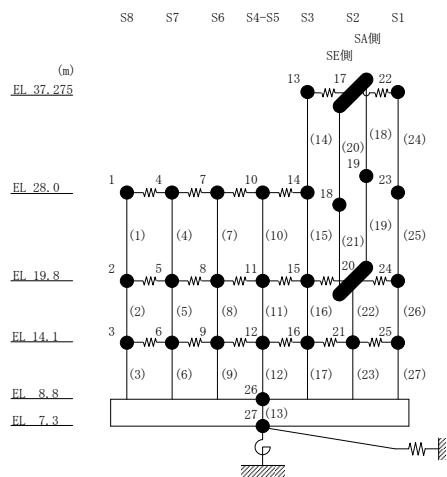 S8 S7 S6 S4-S5 S3 S2 S1
SA側
SE側
(m)
13 17 22
EL 37.275
(14) (20) (18) (24)
19
1 4 7 10 14 18 23
EL 28.0
(1) (4) (7) (10) (15) (21) (19) (25)
2 5 8 11 15 20 24
EL 19.8
(2) (5) (8) (11) (16) (22) (26)
3 6 9 12 16 21 25
EL 14.1
(3) (6) (9) (12) (17) (23) (27)
26
EL 8.8
27 (13)
EL 7.3